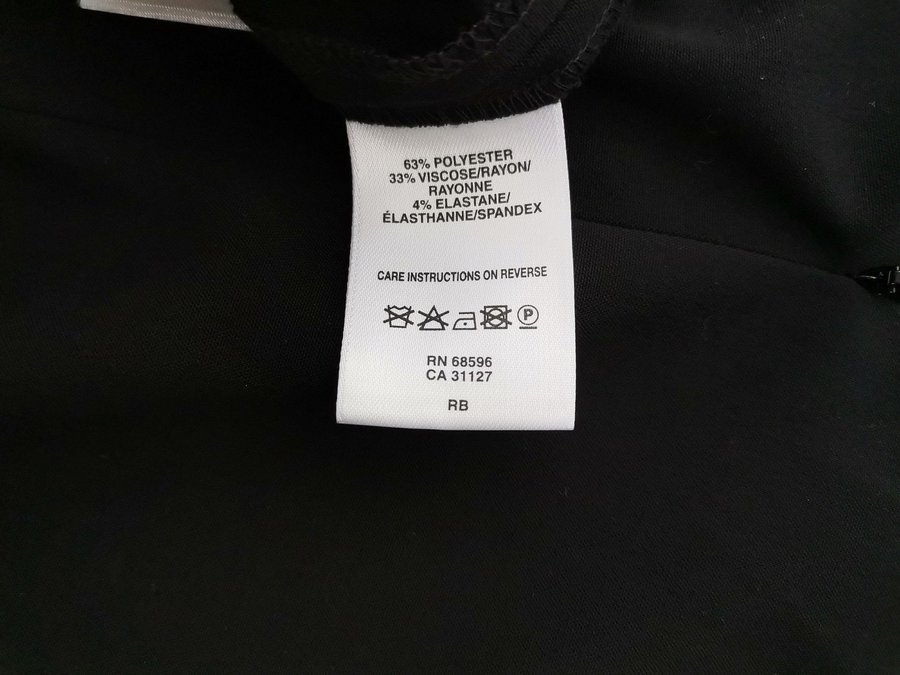 63% POLYESTER
33% VISCOSE/RAYON/
RAYONNE
4% ELASTANE/
ÉLASTHANNE/SPANDEX
CARE INSTRUCTIONS ON REVERSE
P
RN 68596
CA 31127
RB